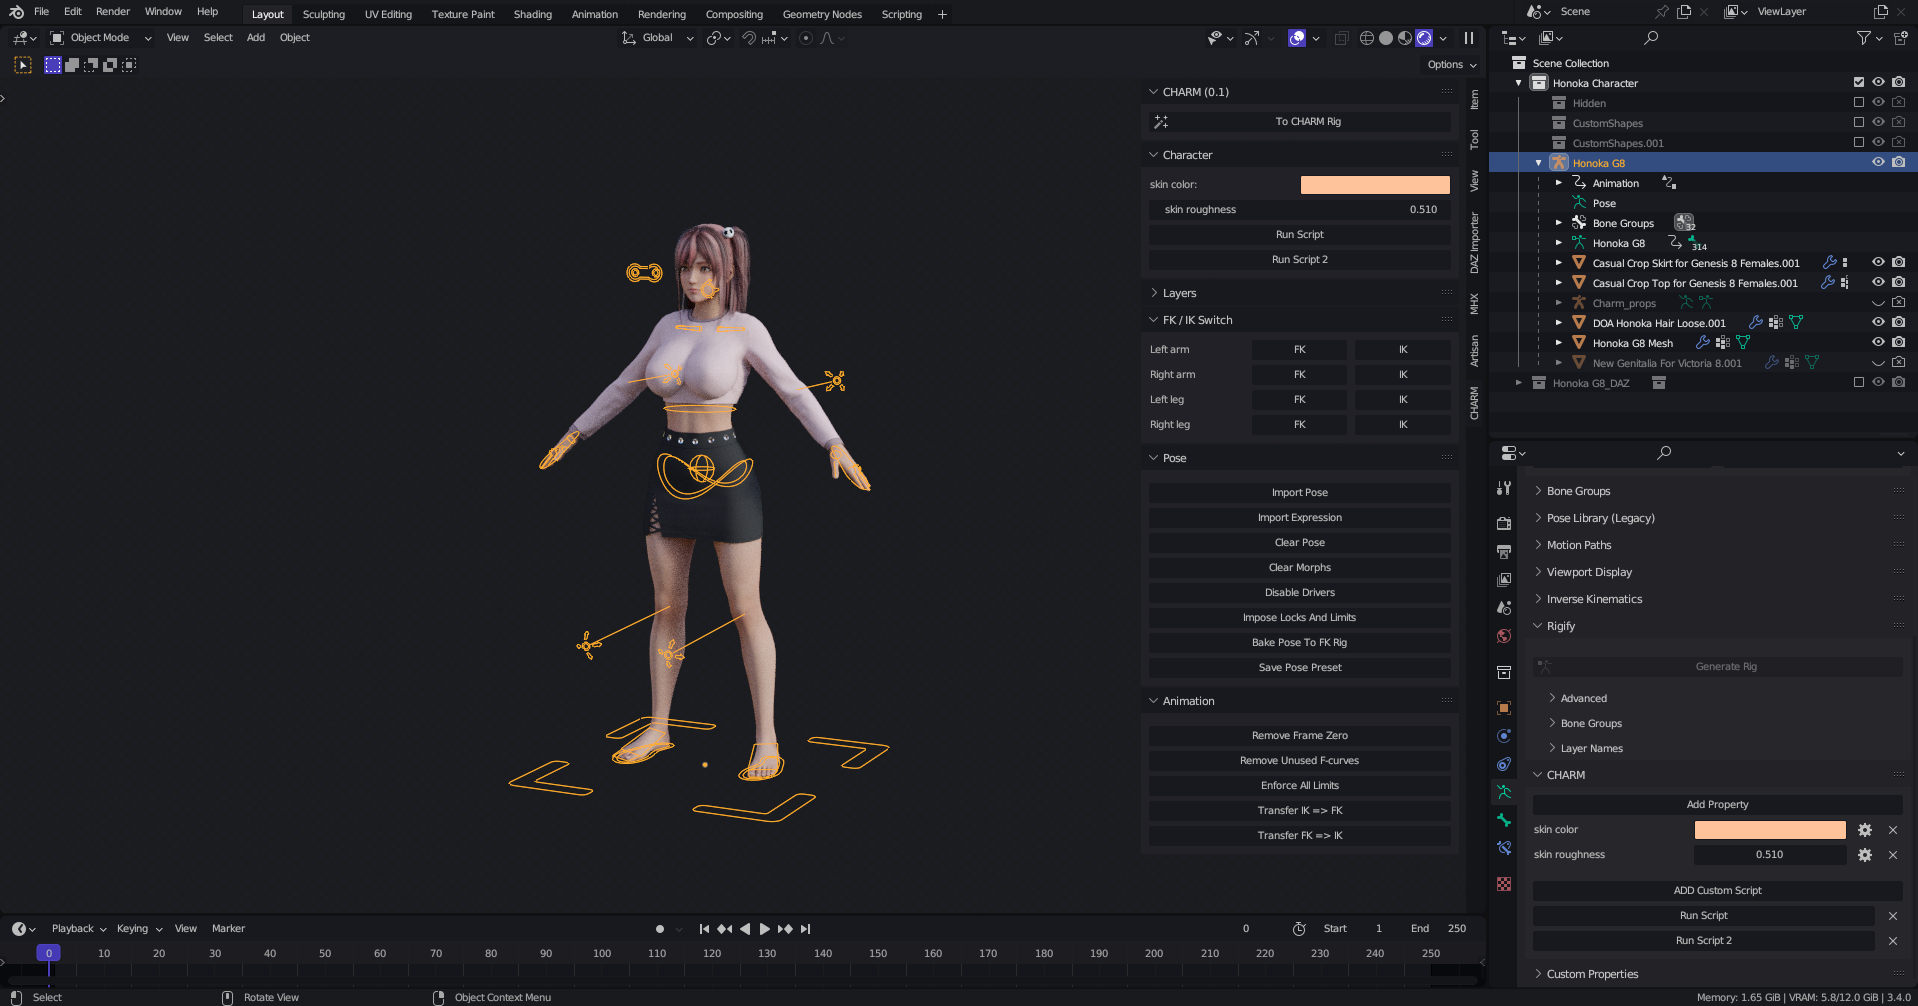 File Edit Render Window Help Layout Sculpting UV Editing Texture Paint Shading Animation Rendering Compositing Geometry Nodes Scripting + Scene ViewLayer
Object Mode View Select Add Object Global
Options
CHARM (0.1)
To CHARM Rig
Character
skin color:
skin roughness 0.510
Run Script
Run Script 2
Layers
FK / IK Switch
Left arm FK IK
Right arm FK IK
Left leg FK IK
Right leg FK IK
Pose
Import Pose
Import Expression
Clear Pose
Clear Morphs
Disable Drivers
Impose Locks And Limits
Bake Pose To FK Rig
Save Pose Preset
Animation
Remove Frame Zero
Remove Unused F-curves
Enforce All Limits
Transfer IK => FK
Transfer FK => IK
Item
Tool
View
DAZ Importer
MHX
Artisan
CHARM
Scene Collection
Honoka Character
Hidden
CustomShapes
CustomShapes.001
Honoka G8
Animation
Pose
Bone Groups 32
Honoka G8 314
Casual Crop Skirt for Genesis 8 Females.001
Casual Crop Top for Genesis 8 Females.001
Charm_props
DOA Honoka Hair Loose.001
Honoka G8 Mesh
New Genitalia For Victoria 8.001
Honoka G8_DAZ
Bone Groups
Pose Library (Legacy)
Motion Paths
Viewport Display
Inverse Kinematics
Rigify
Generate Rig
Advanced
Bone Groups
Layer Names
CHARM
Add Property
skin color
skin roughness 0.510
ADD Custom Script
Run Script
Run Script 2
Custom Properties
Playback Keying View Marker 0 Start 1 End 250
0 10 20 30 40 50 60 70 80 90 100 110 120 130 140 150 160 170 180 190 200 210 220 230 240 250
Select Rotate View Object Context Menu Memory: 1.65 GiB | VRAM: 5.8/12.0 GiB | 3.4.0